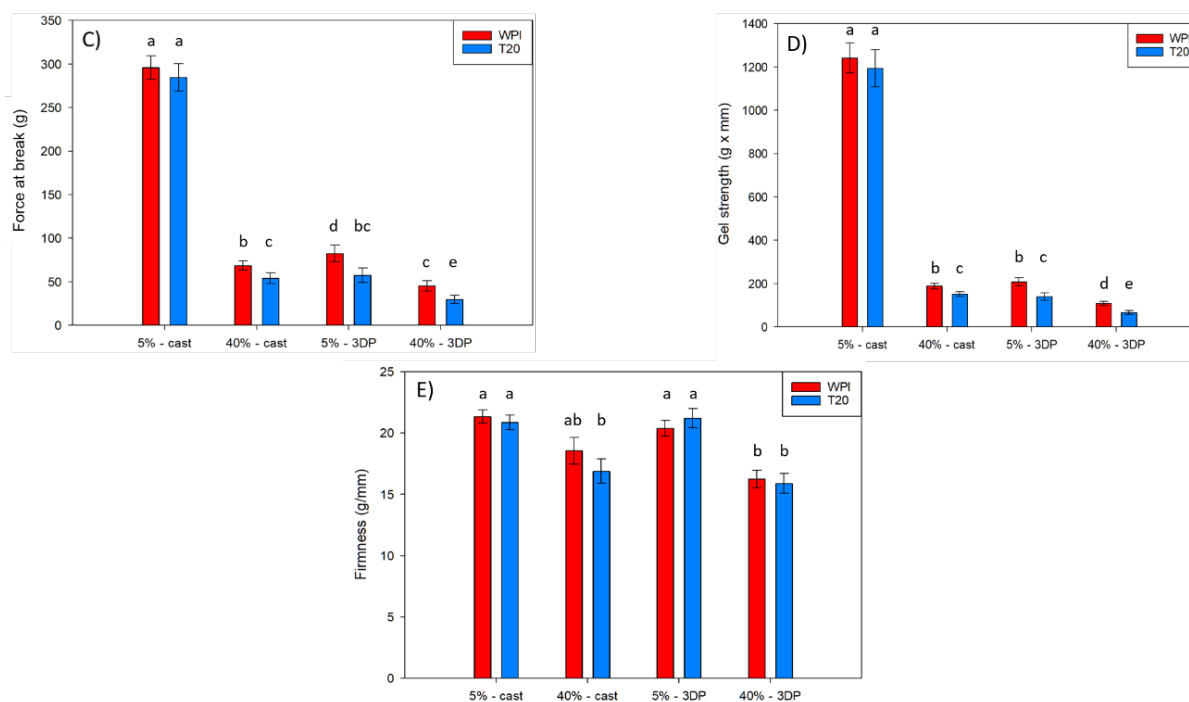 C)
WPI
T20
Force at break (g)
350
300
250
200
150
100
50
0
a a
b c
d bc
c e
5% - cast 40% - cast 5% - 3DP 40% - 3DP
D)
WPI
T20
Gel strength (g x mm)
1400
1200
1000
800
600
400
200
0
a a
b c
b c
d e
5% - cast 40% - cast 5% - 3DP 40% - 3DP
E)
WPI
T20
Firmness (g/mm)
25
20
15
10
5
0
a a
ab b
a a
b b
5% - cast 40% - cast 5% - 3DP 40% - 3DP